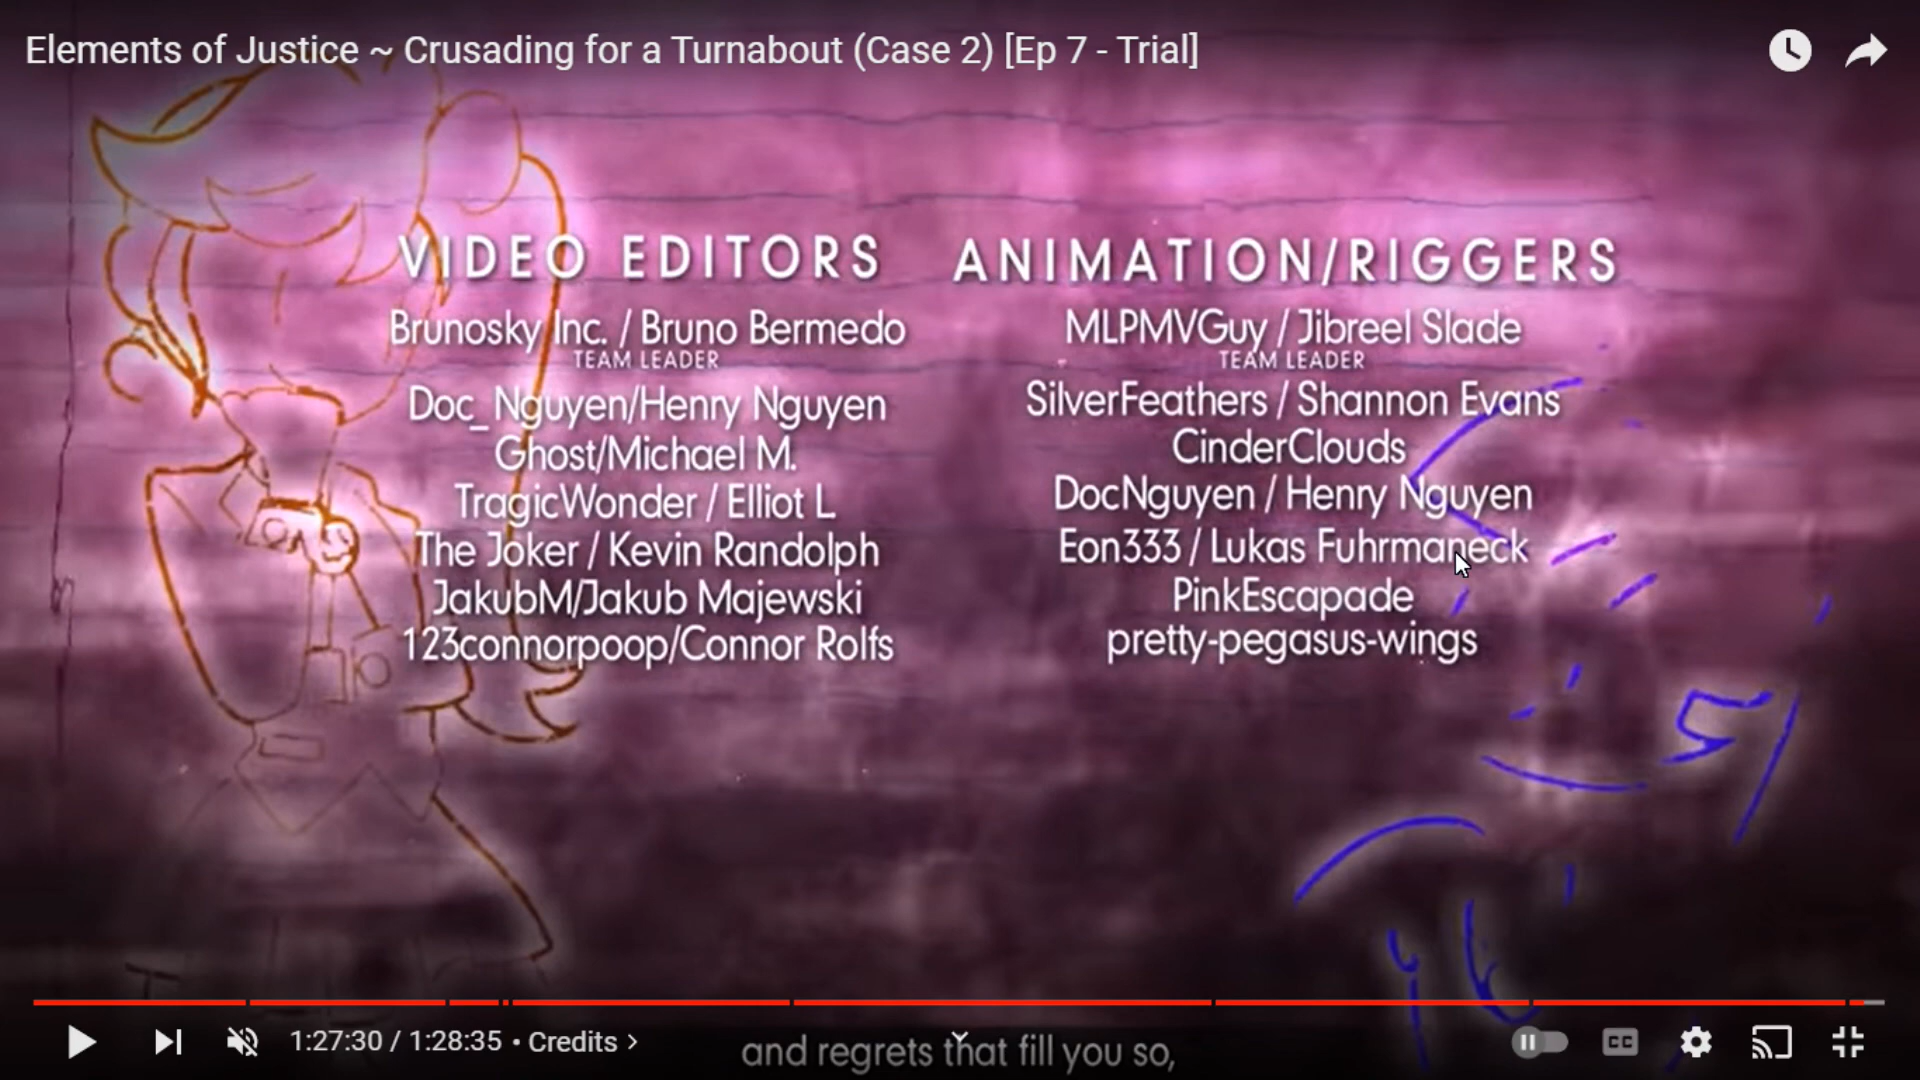 Elements of Justice ~ Crusading for a Turnabout (Case 2) [Ep 7 - Trial]
VIDEO EDITORS
Brunosky Inc. / Bruno Bermedo
TEAM LEADER
Doc_Nguyen/Henry Nguyen
Ghost/Michael M.
TragicWonder / Elliot L.
The Joker / Kevin Randolph
JakubM/Jakub Majewski
123connorpoop/Connor Rolfs
ANIMATION/RIGGERS
MLPMVGuy / Jibreel Slade
TEAM LEADER
SilverFeathers / Shannon Evans
CinderClouds
DocNguyen / Henry Nguyen
Eon333 / Lukas Fuhrmaneck
PinkEscapade
pretty-pegasus-wings
1:27:30 / 1:28:35 • Credits >
and regrets that fill you so,
CC